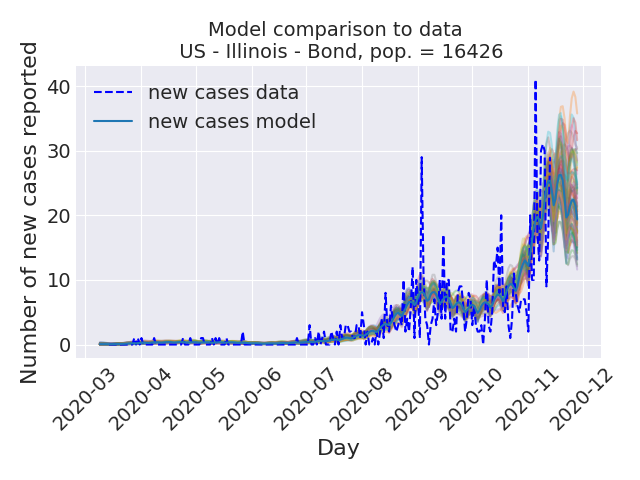 Model comparison to data
US - Illinois - Bond, pop. = 16426
Number of new cases reported
40
30
20
10
0
new cases data
new cases model
2020-03
2020-04
2020-05
2020-06
2020-07
2020-08
2020-09
2020-10
2020-11
2020-12
Day